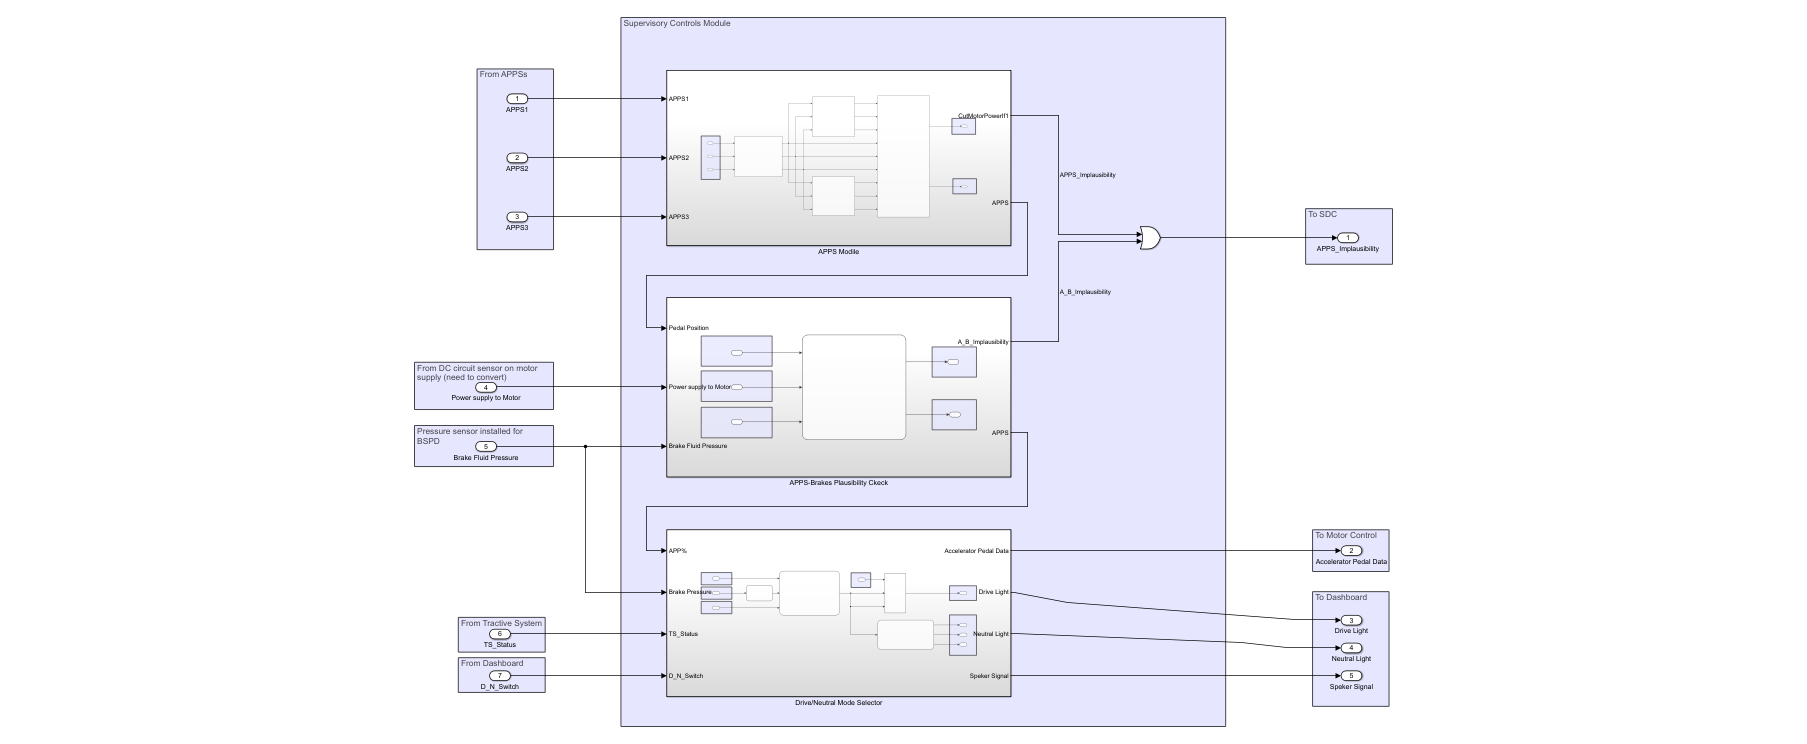 Supervisory Controls Module
From APPSs
1
APPS1
2
APPS2
3
APPS3
APPS1
APPS2
APPS3
CutMotorPowerIf1
APPS
APPS Modile
APPS_Implausibility
A_B_Implausibility
To SDC
1
APPS_Implausibility
From DC circuit sensor on motor
supply (need to convert)
4
Power supply to Motor
Pressure sensor installed for
BSPD
5
Brake Fluid Pressure
Pedal Position
Power supply to Motor
Brake Fluid Pressure
A_B_Implausibility
APPS
APPS-Brakes Plausibility Ckeck
From Tractive System
6
TS_Status
From Dashboard
7
D_N_Switch
APP%
Brake Pressure
TS_Status
D_N_Switch
Accelerator Pedal Data
Drive Light
Neutral Light
Speker Signal
Drive/Neutral Mode Selector
To Motor Control
2
Accelerator Pedal Data
To Dashboard
3
Drive Light
4
Neutral Light
5
Speker Signal